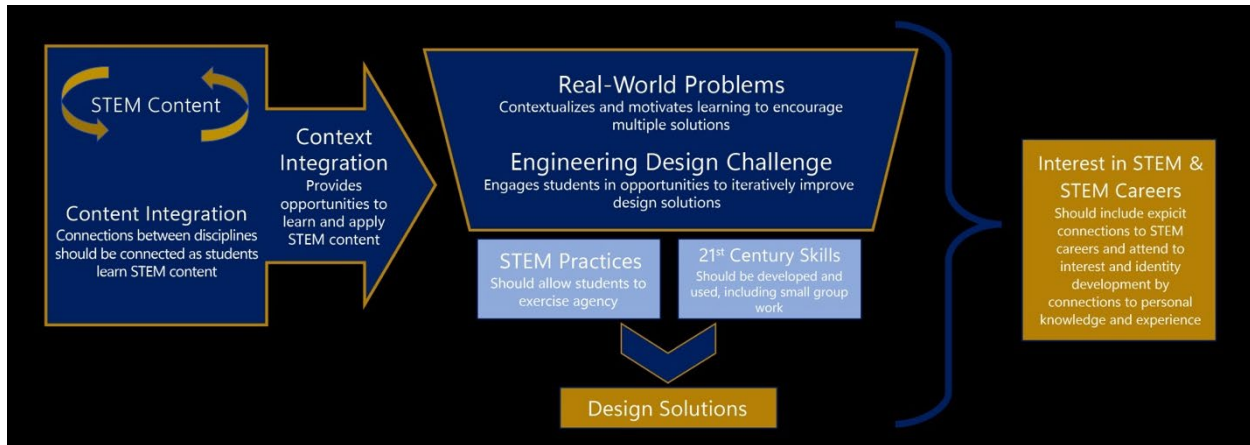 STEM Content
Content Integration
Connections between disciplines
should be connected as students
learn STEM content
Context
Integration
Provides
opportunities to
learn and apply
STEM content
Real-World Problems
Contextualizes and motivates learning to encourage
multiple solutions
Engineering Design Challenge
Engages students in opportunities to iteratively improve
design solutions
STEM Practices
Should allow students to
exercise agency
21st Century Skills
Should be developed and
used, including small group
work
Design Solutions
Interest in STEM &
STEM Careers
Should include expicit
connections to STEM
careers and attend to
interest and identity
development by
connections to personal
knowledge and experience